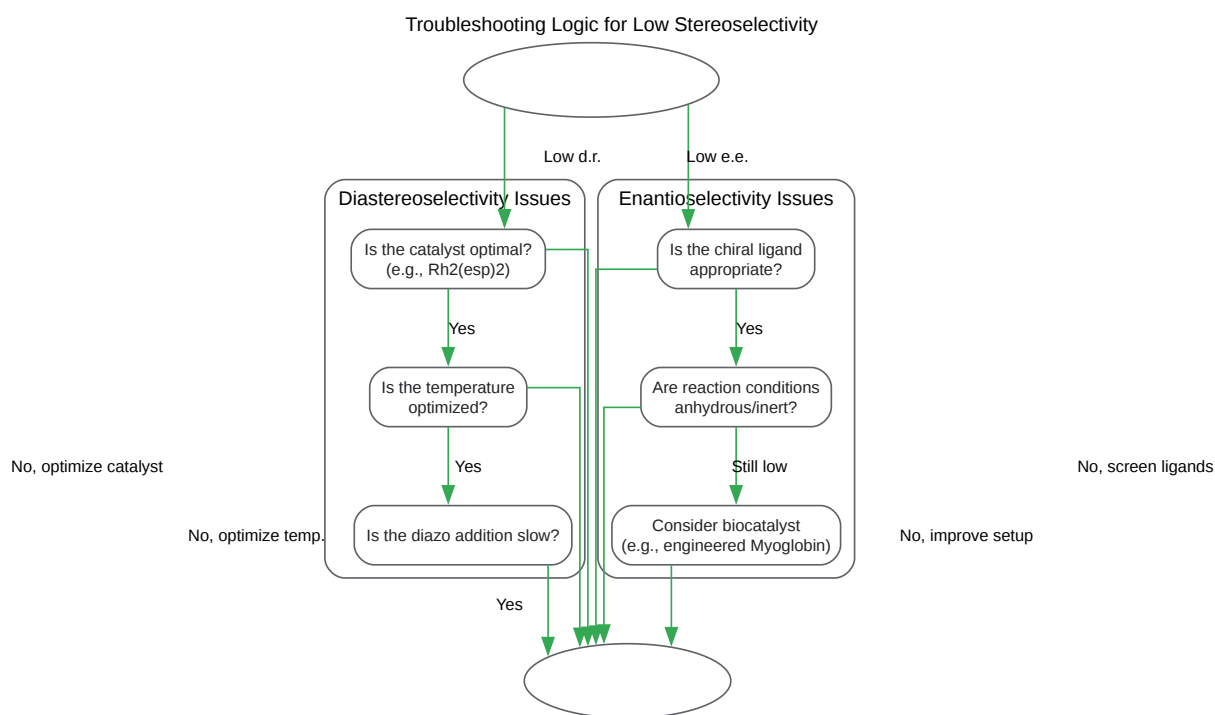 Troubleshooting Logic for Low Stereoselectivity
Low d.r.
Low e.e.
Diastereoselectivity Issues
Enantioselectivity Issues
Is the catalyst optimal?
(e.g., Rh2(esp)2)
Is the chiral ligand
appropriate?
Yes
Yes
Is the temperature
optimized?
Are reaction conditions
anhydrous/inert?
No, optimize catalyst
Yes
Still low
No, screen ligands
No, optimize temp.
Is the diazo addition slow?
Consider biocatalyst
(e.g., engineered Myoglobin)
No, improve setup
Yes